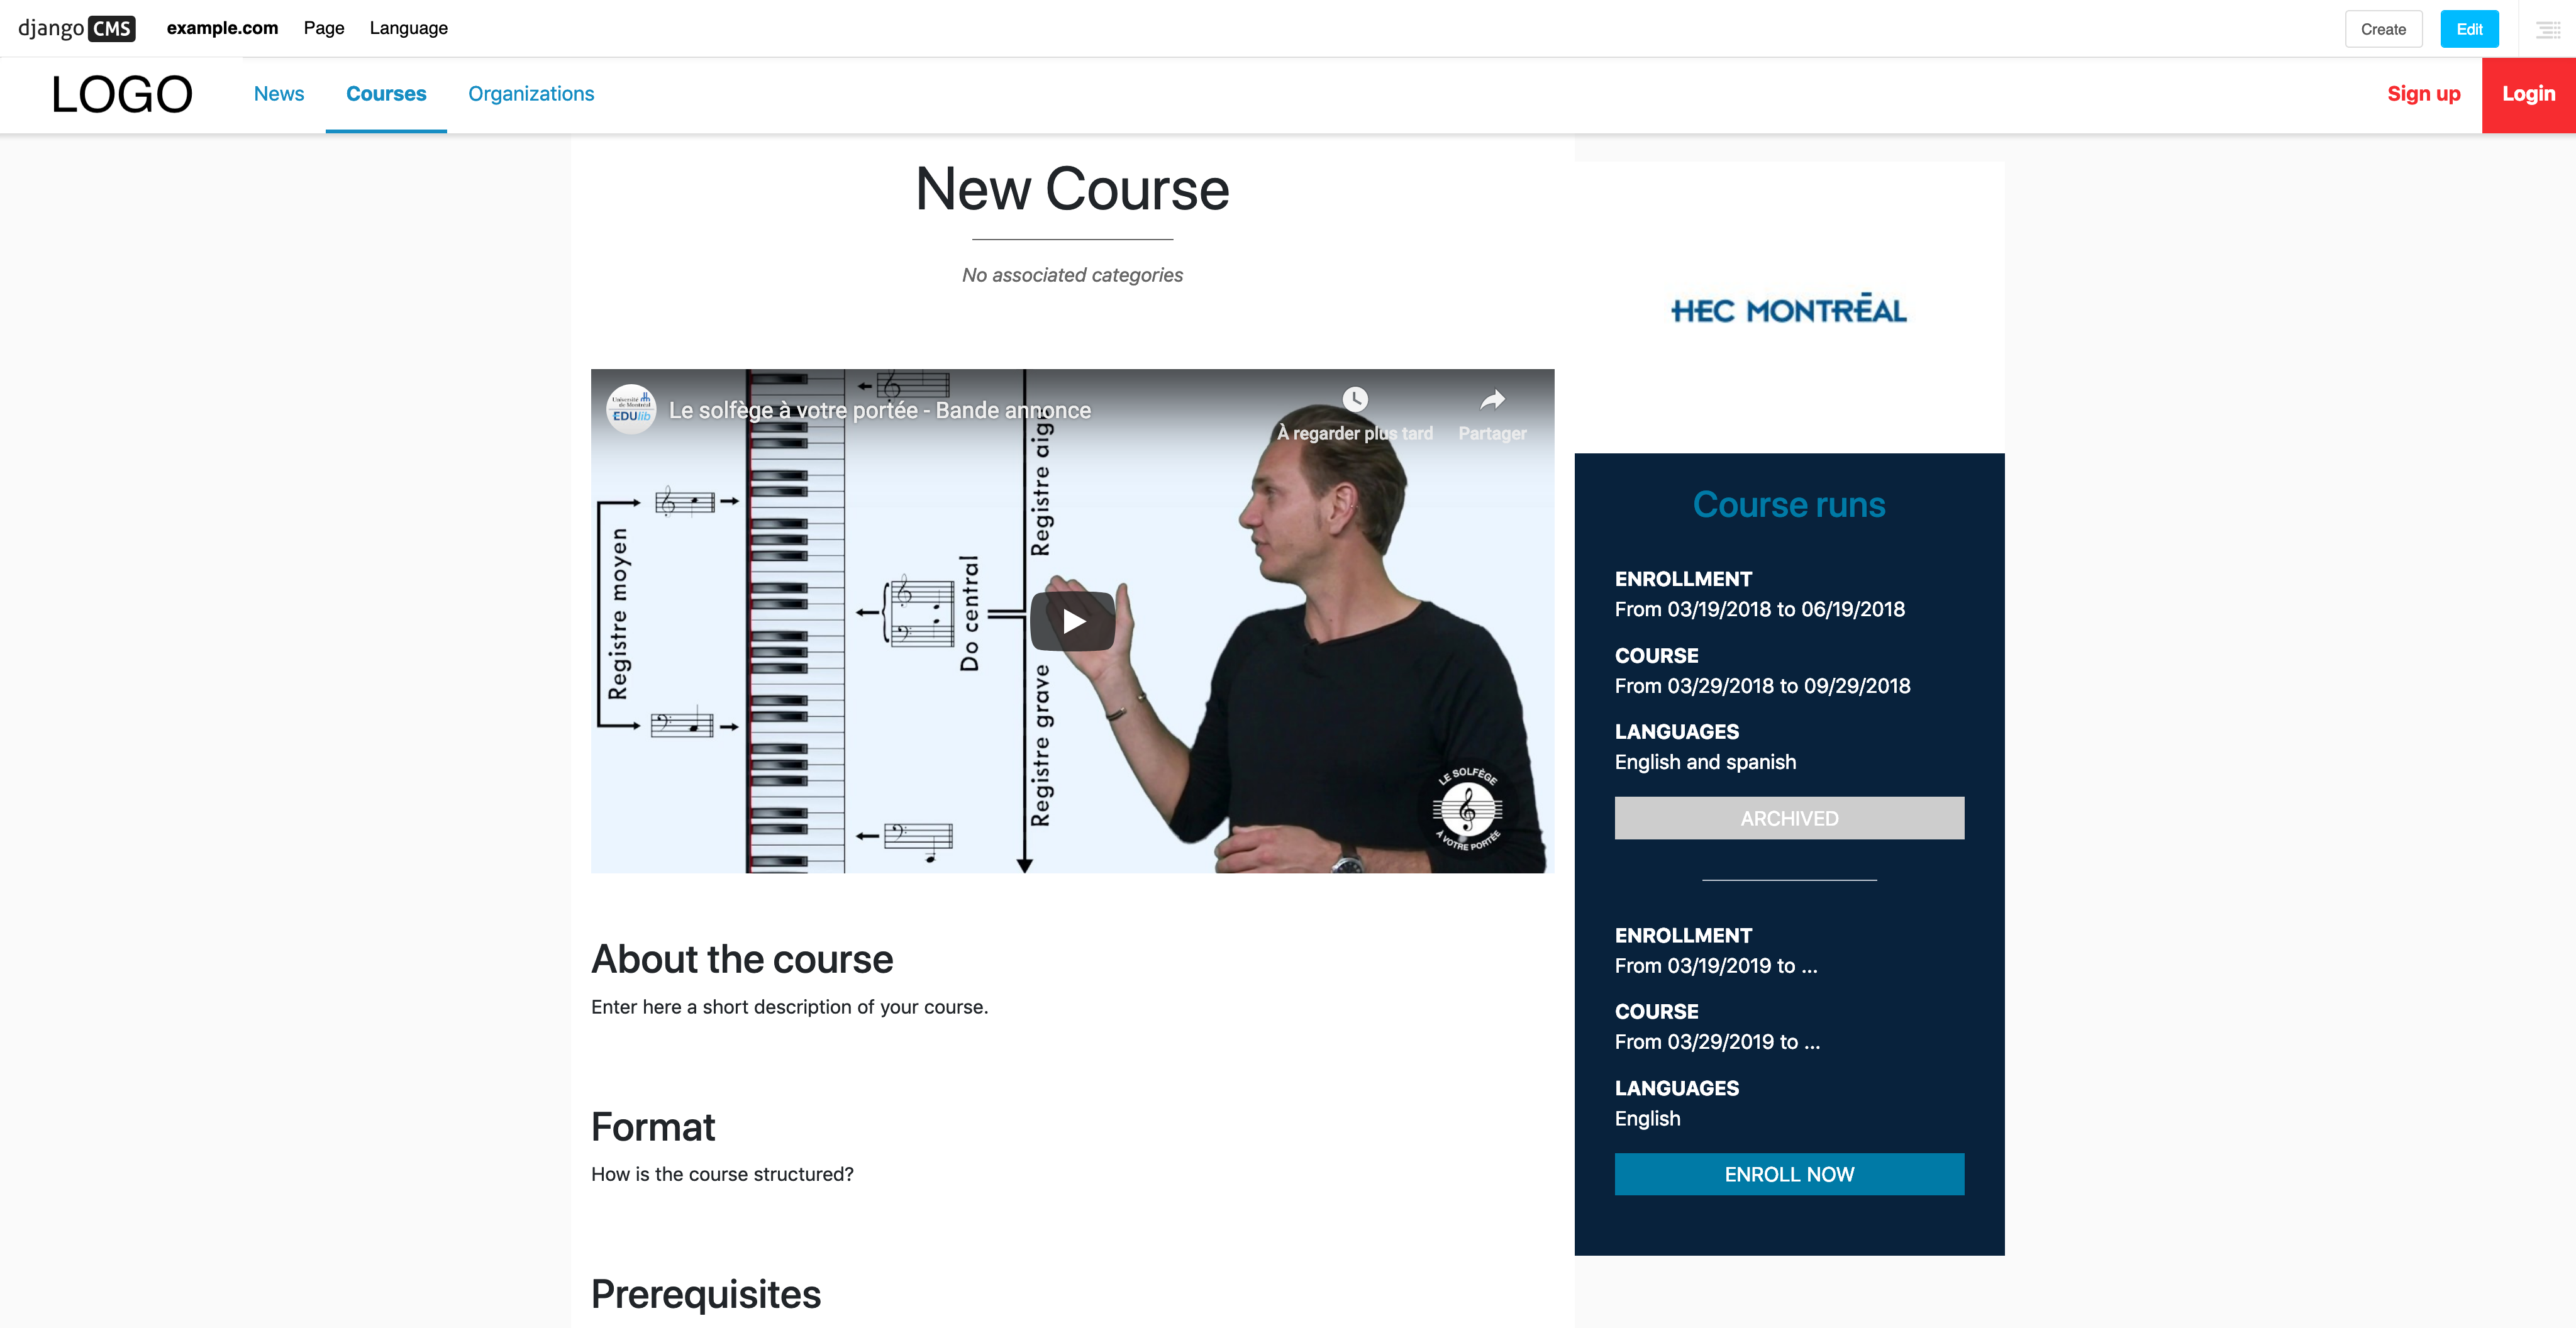 django CMS
example.com Page Language
Create Edit
LOGO
News Courses Organizations
Sign up Login
New Course
No associated categories
HEC MONTRÉAL
Université
de Montréal
EDUlib
Le solfège à votre portée - Bande annonce
À regarder plus tard
Partager
Registre moyen
Registre aigu
Do central
Registre grave
LE SOLFÈGE
À VOTRE PORTÉE
Course runs
ENROLLMENT
From 03/19/2018 to 06/19/2018
COURSE
From 03/29/2018 to 09/29/2018
LANGUAGES
English and spanish
ARCHIVED
ENROLLMENT
From 03/19/2019 to ...
COURSE
From 03/29/2019 to ...
LANGUAGES
English
ENROLL NOW
About the course
Enter here a short description of your course.
Format
How is the course structured?
Prerequisites